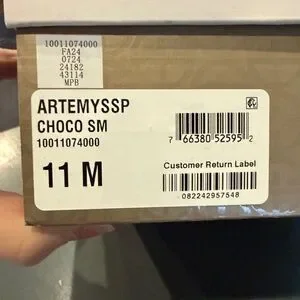 10011074000
FA24
0724
24182
43114
MPB
ARTEMYSSP
CHOCO SM
10011074000
11 M
7 66380 52595 2
Customer Return Label
082242957548